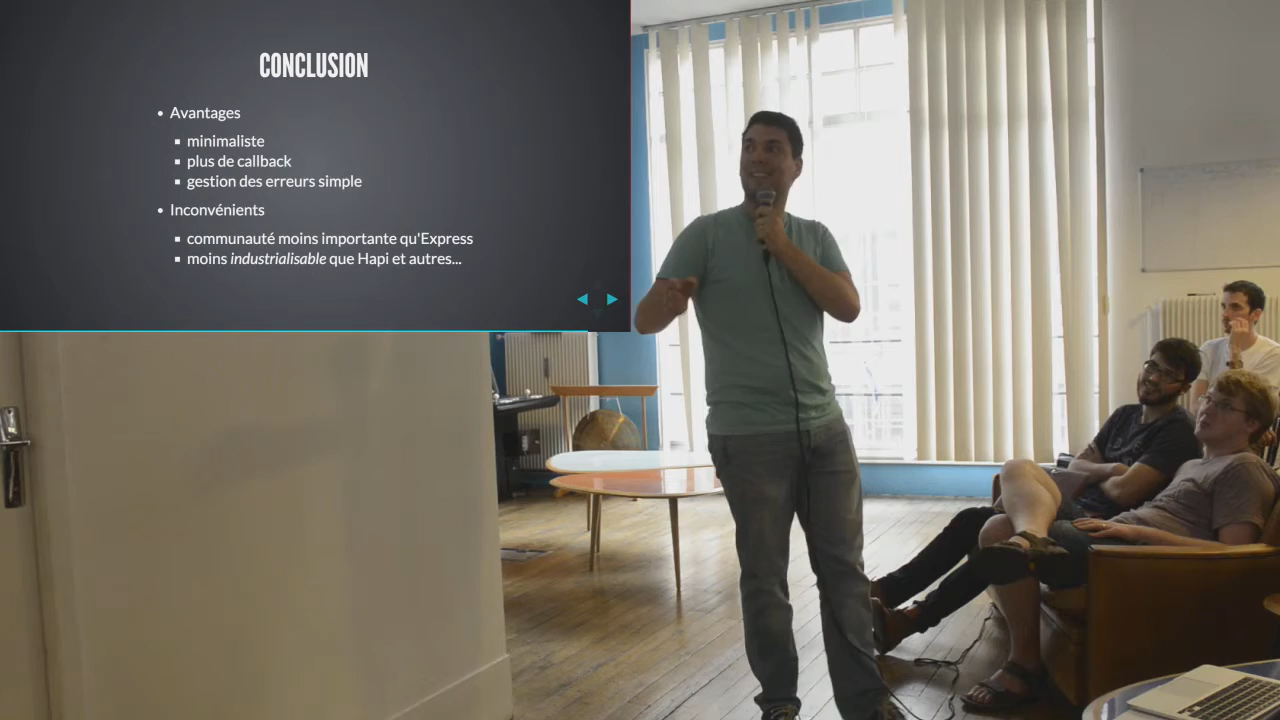 CONCLUSION
Avantages
minimaliste
plus de callback
gestion des erreurs simple
Inconvénients
communauté moins importante qu'Express
moins industrialisable que Hapi et autres...